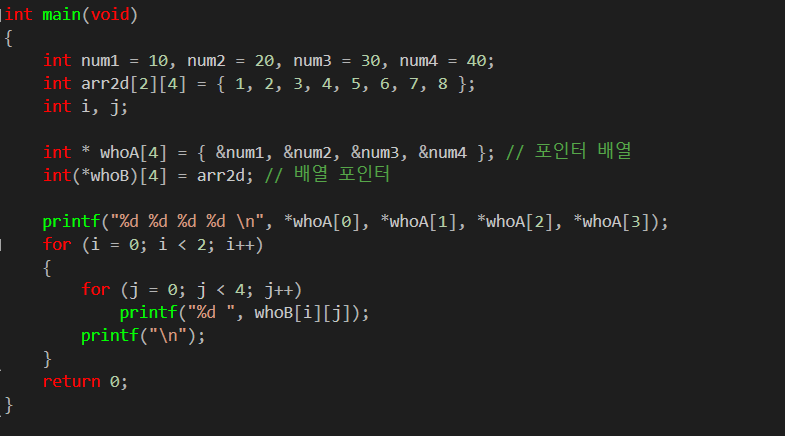 int main(void)
{
    int num1 = 10, num2 = 20, num3 = 30, num4 = 40;
    int arr2d[2][4] = { 1, 2, 3, 4, 5, 6, 7, 8 };
    int i, j;

    int * whoA[4] = { &num1, &num2, &num3, &num4 }; // 포인터 배열
    int(*whoB)[4] = arr2d; // 배열 포인터

    printf("%d %d %d %d \n", *whoA[0], *whoA[1], *whoA[2], *whoA[3]);
    for (i = 0; i < 2; i++)
    {
        for (j = 0; j < 4; j++)
            printf("%d ", whoB[i][j]);
        printf("\n");
    }
    return 0;
}